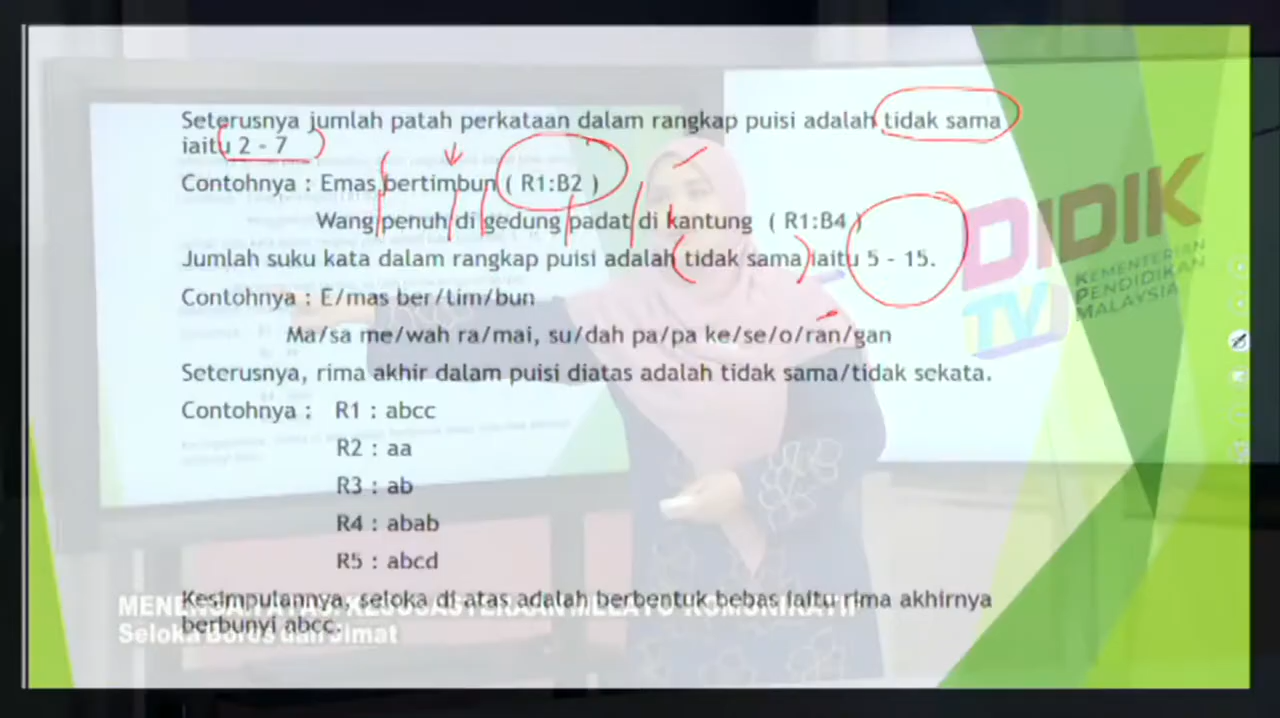 Seterusnya jumlah patah perkataan dalam rangkap puisi adalah tidak sama
iaitu 2 - 7
Contohnya : Emas bertimbun ( R1:B2 )
Wang penuh di gedung padat di kantung ( R1:B4 )
Jumlah suku kata dalam rangkap puisi adalah tidak sama iaitu 5 - 15.
Contohnya : E/mas ber/tim/bun
Ma/sa me/wah ra/mai, su/dah pa/pa ke/se/o/ran/gan
Seterusnya, rima akhir dalam puisi diatas adalah tidak sama/tidak sekata.
Contohnya : R1 : abcc
R2 : aa
R3 : ab
R4 : abab
R5 : abcd
Kesimpulannya, seloka di atas adalah berbentuk bebas iaitu rima akhirnya
berbunyi abcc.
DIDIK
TV
KEMENTERIAN
PENDIDIKAN
MALAYSIA
Seloka Boros dan Jimat